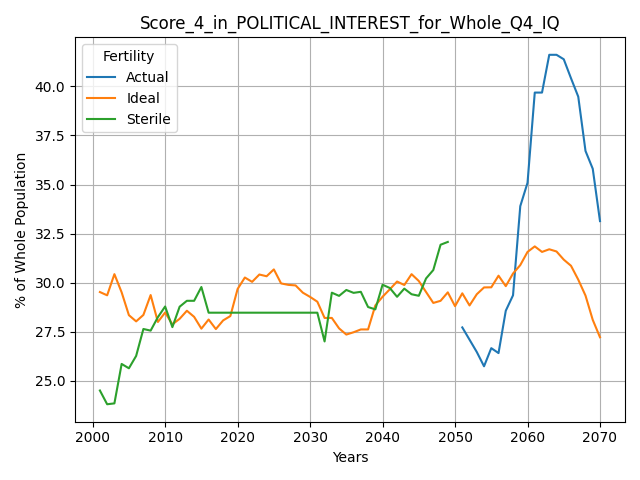 Score_4_in_POLITICAL_INTEREST_for_Whole_Q4_IQ
Fertility
Actual
Ideal
Sterile
% of Whole Population
40.0
37.5
35.0
32.5
30.0
27.5
25.0
2000 2010 2020 2030 2040 2050 2060 2070
Years